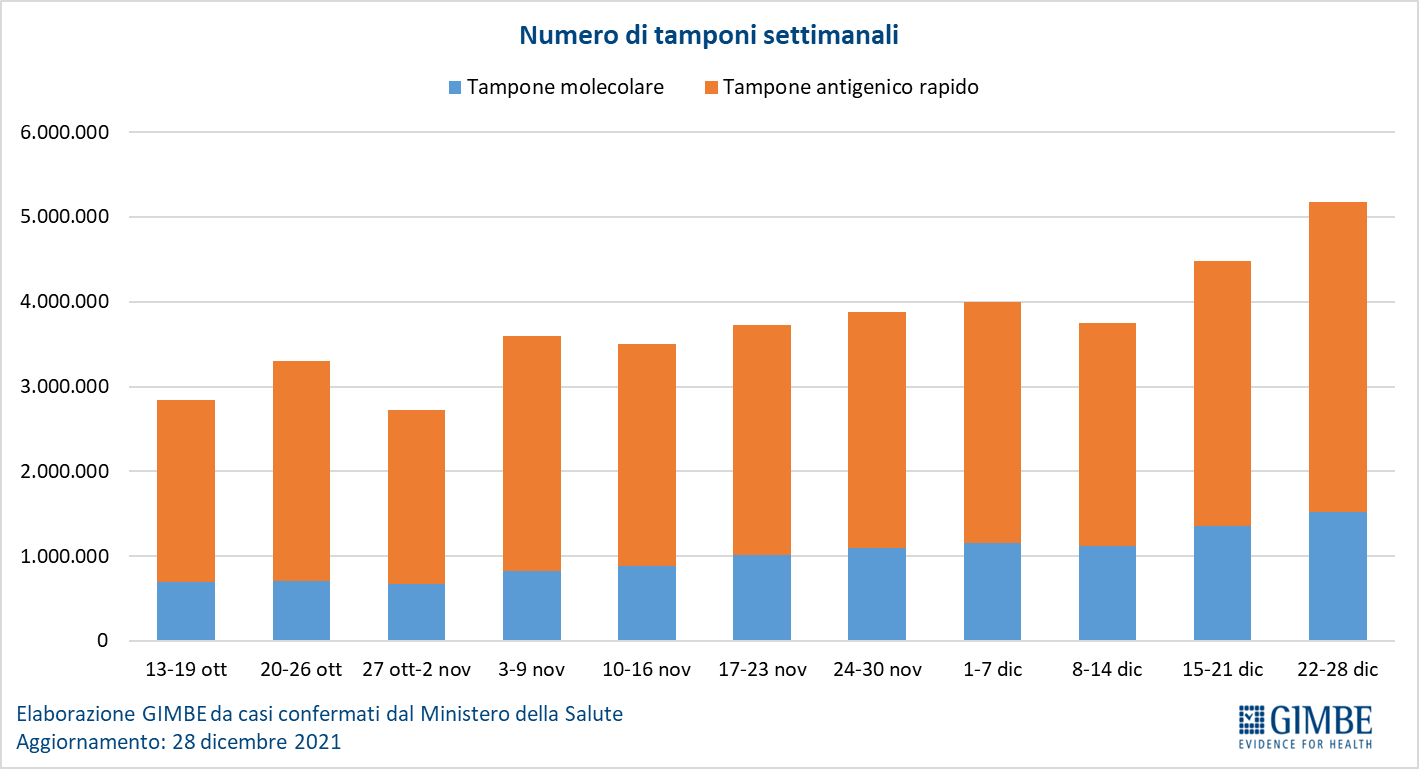 Numero di tamponi settimanali
Tampone molecolare Tampone antigenico rapido
6.000.000
5.000.000
4.000.000
3.000.000
2.000.000
1.000.000
0
13-19 ott 20-26 ott 27 ott-2 nov 3-9 nov 10-16 nov 17-23 nov 24-30 nov 1-7 dic 8-14 dic 15-21 dic 22-28 dic
Elaborazione GIMBE da casi confermati dal Ministero della Salute
Aggiornamento: 28 dicembre 2021
GIMBE
EVIDENCE FOR HEALTH